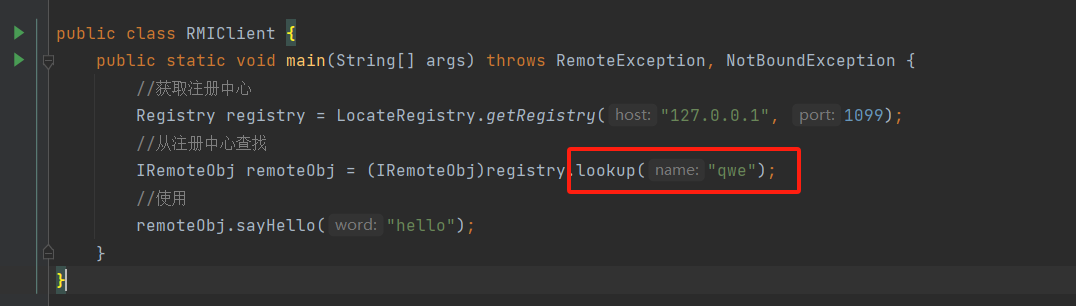 public class RMIClient {
public static void main(String[] args) throws RemoteException, NotBoundException {
//获取注册中心
Registry registry = LocateRegistry.getRegistry( host: "127.0.0.1", port: 1099);
//从注册中心查找
IRemoteObj remoteObj = (IRemoteObj)registry.lookup( name: "qwe");
//使用
remoteObj.sayHello( word: "hello");
}
}